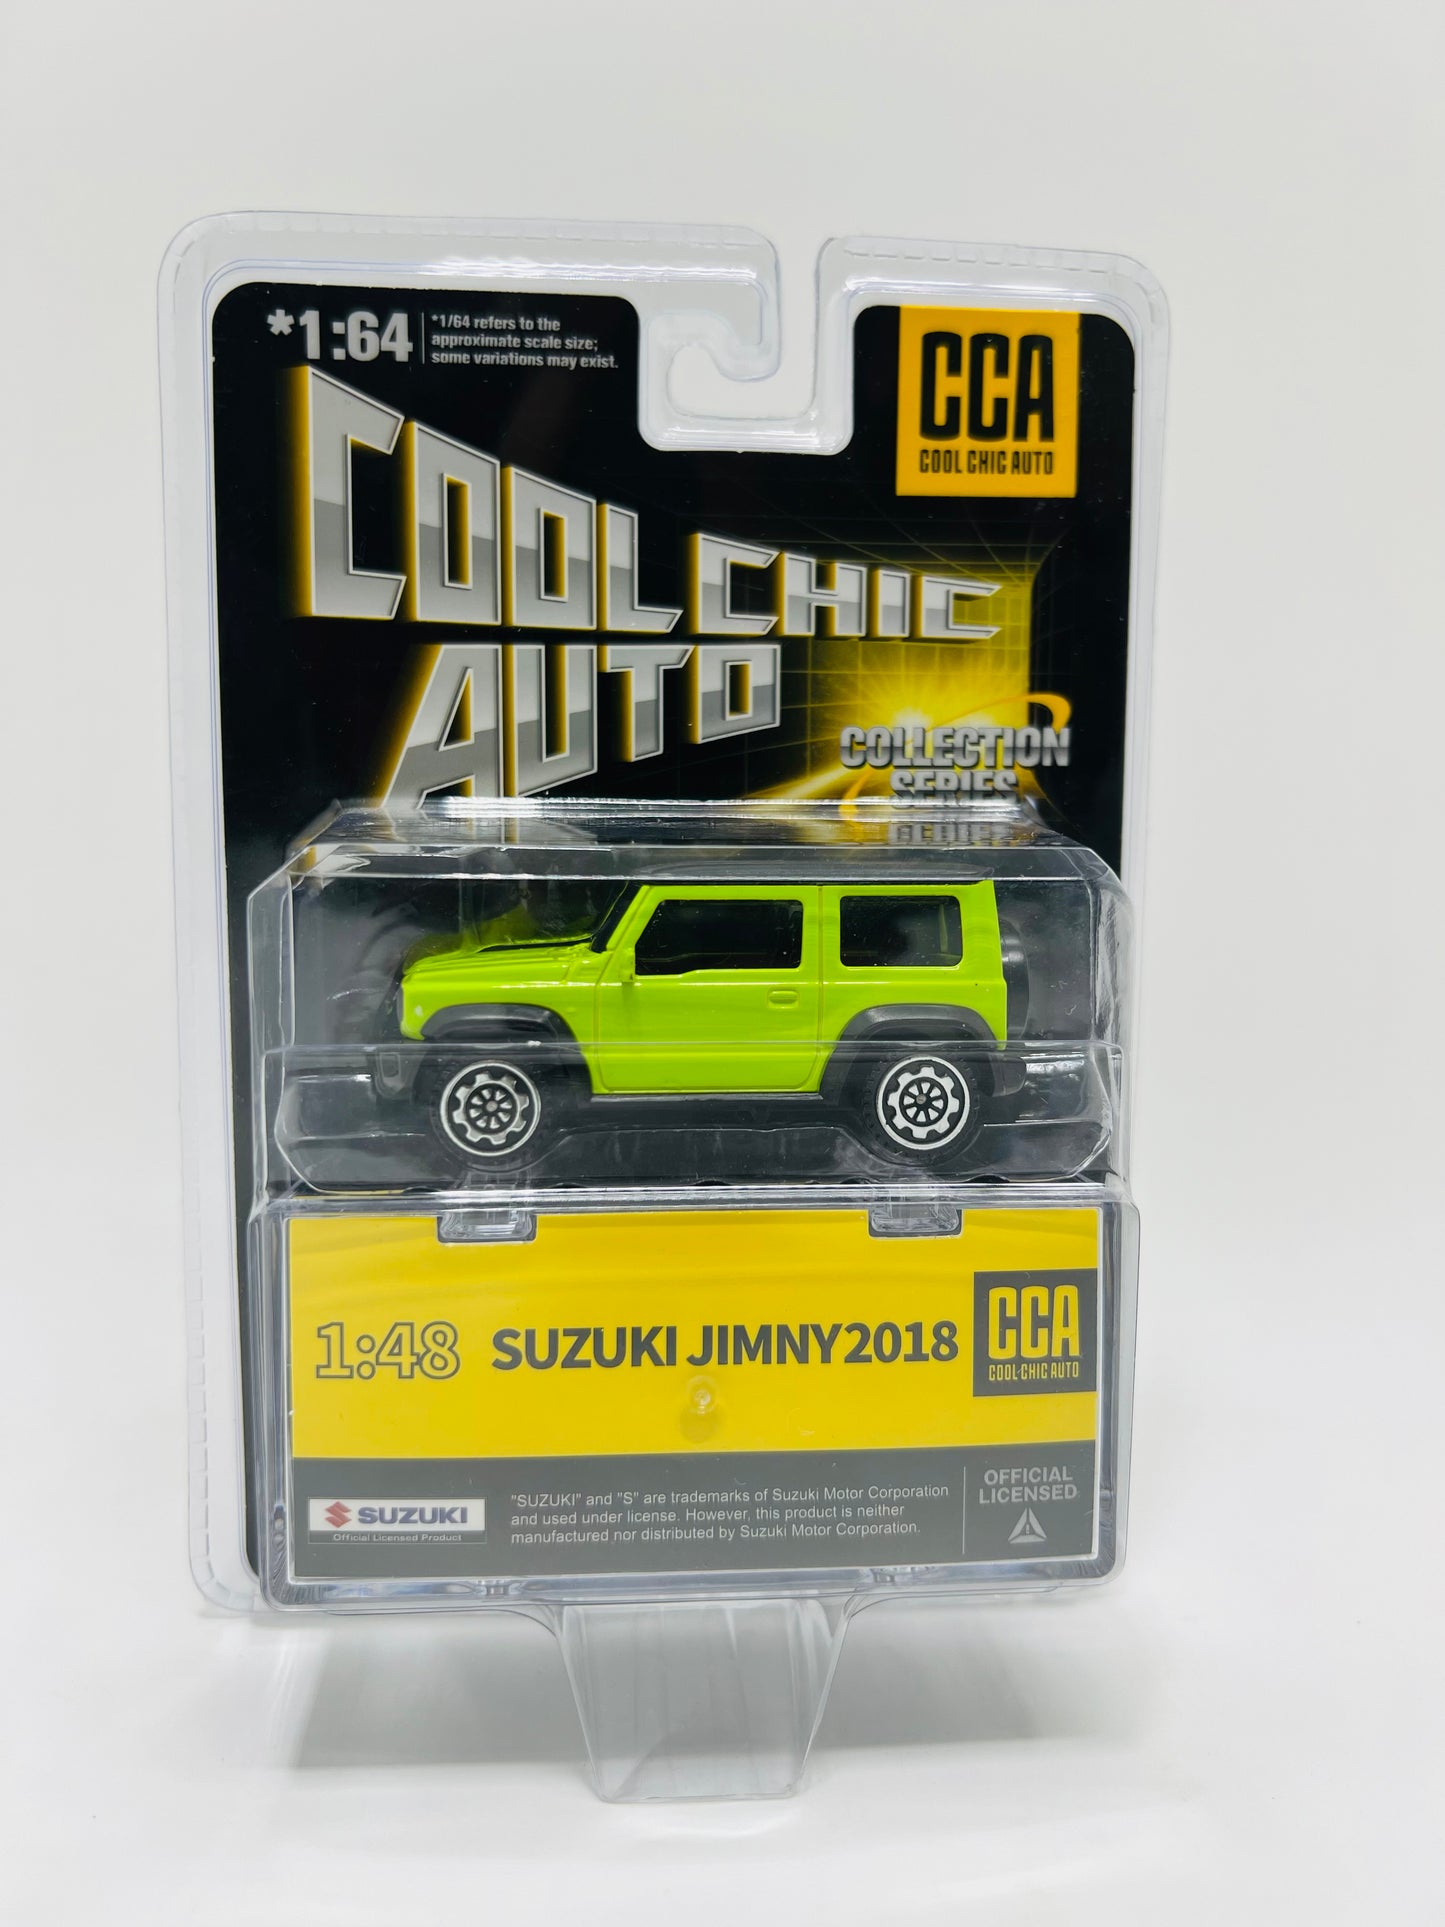 *1:64
*1/64 refers to the
approximate scale size;
some variations may exist.
CCA
COOL CHIC AUTO
COOL CHIC
AUTO
COLLECTION
SERIES
1:48
SUZUKI JIMNY2018
CCA
COOL CHIC AUTO
SUZUKI
Official Licensed Product
"SUZUKI" and "S" are trademarks of Suzuki Motor Corporation
and used under license. However, this product is neither
manufactured nor distributed by Suzuki Motor Corporation.
OFFICIAL
LICENSED